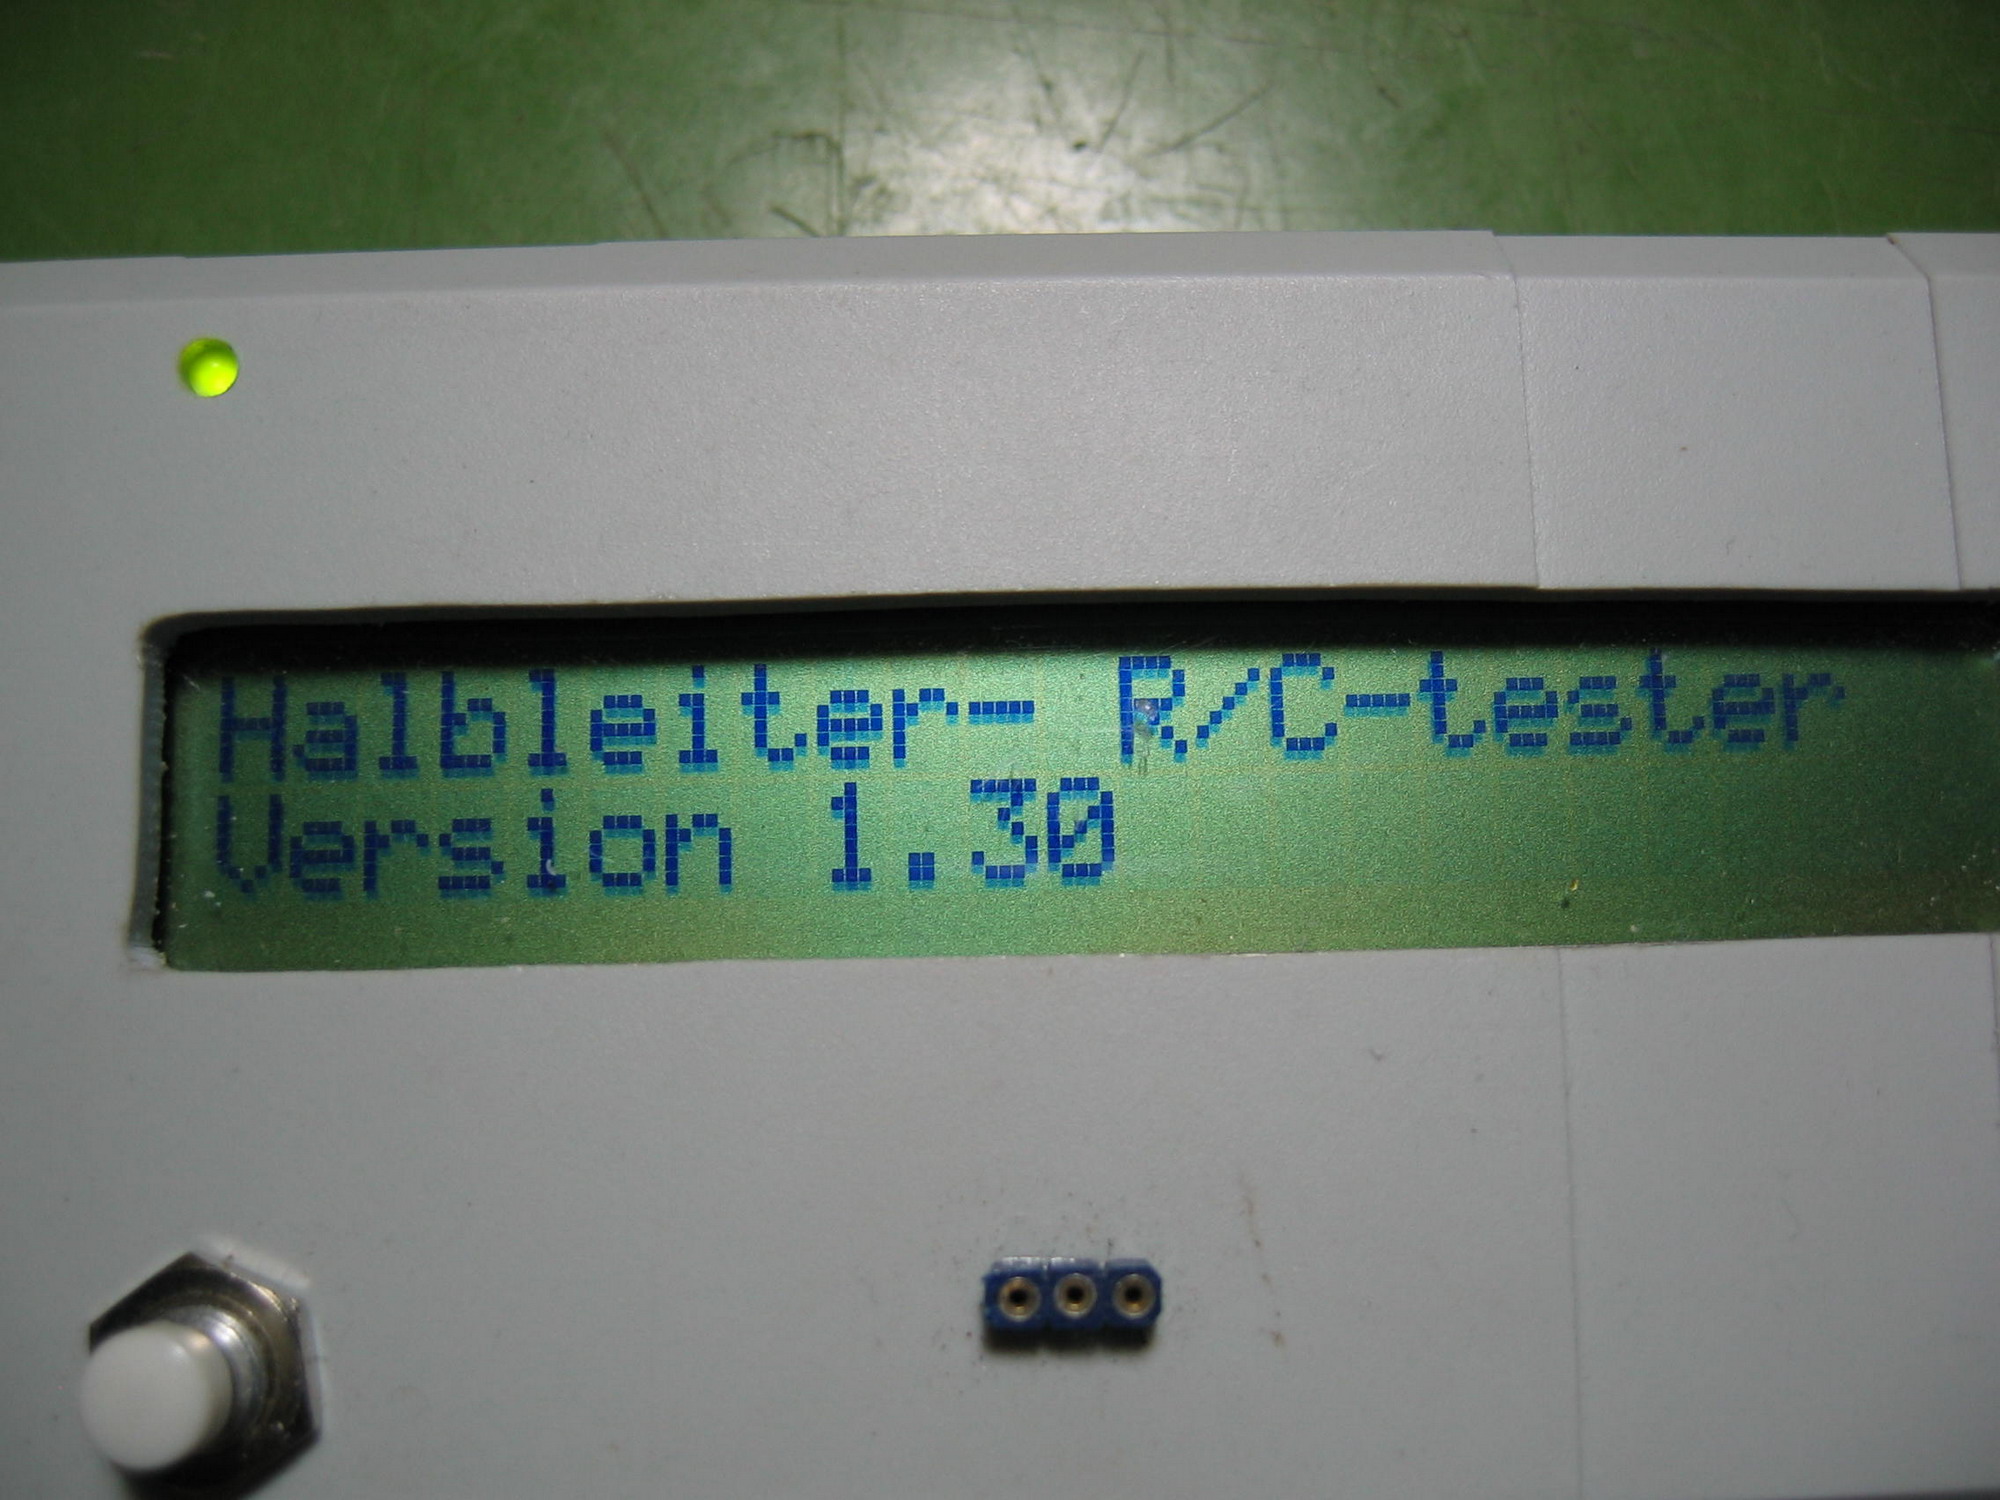 Halbleiter- R/C-tester
Version 1.30